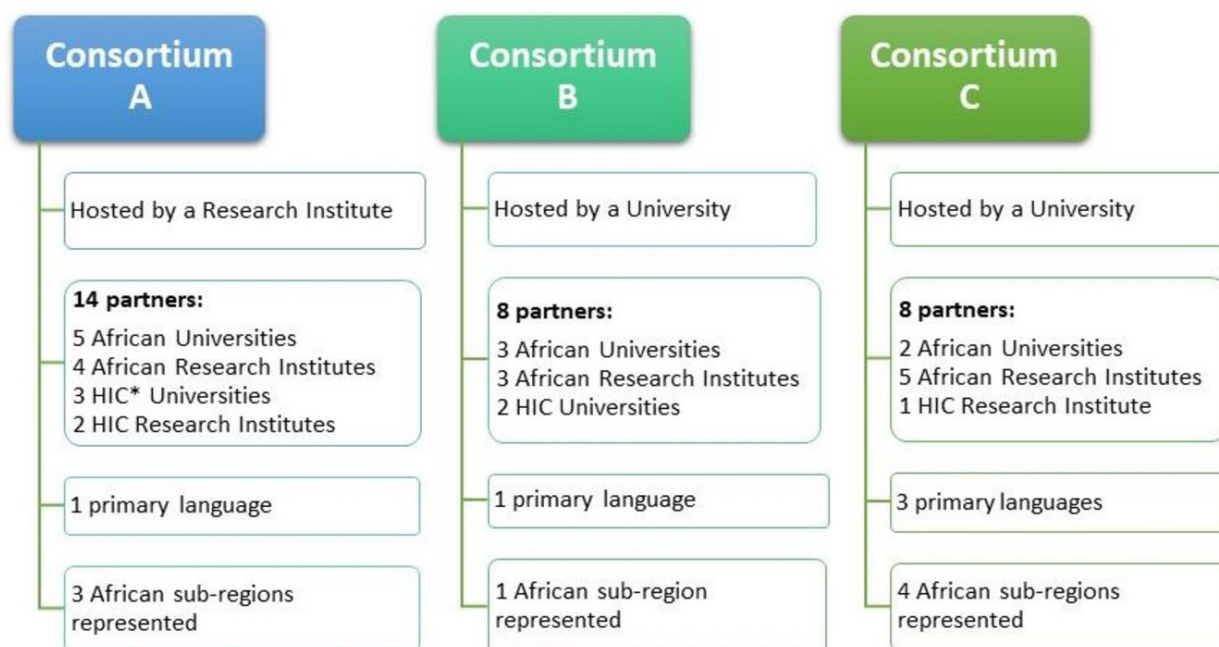 Consortium
A
Hosted by a Research Institute
14 partners:
5 African Universities
4 African Research Institutes
3 HIC* Universities
2 HIC Research Institutes
1 primary language
3 African sub-regions
represented
Consortium
B
Hosted by a University
8 partners:
3 African Universities
3 African Research Institutes
2 HIC Universities
1 primary language
1 African sub-region
represented
Consortium
C
Hosted by a University
8 partners:
2 African Universities
5 African Research Institutes
1 HIC Research Institute
3 primary languages
4 African sub-regions
represented